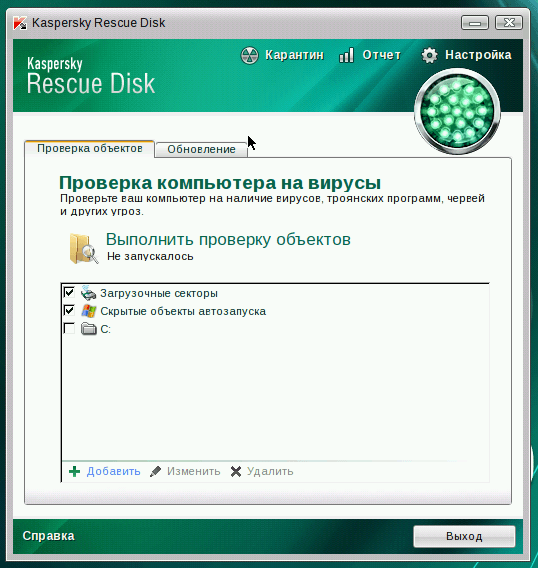 Kaspersky Rescue Disk
Карантин Отчет Настройка
Kaspersky
Rescue Disk
Проверка объектов Обновление
Проверка компьютера на вирусы
Проверьте ваш компьютер на наличие вирусов, троянских программ, червей
и других угроз.
Выполнить проверку объектов
Не запускалось
Загрузочные секторы
Скрытые объекты автозапуска
C:
Добавить Изменить Удалить
Справка Выход